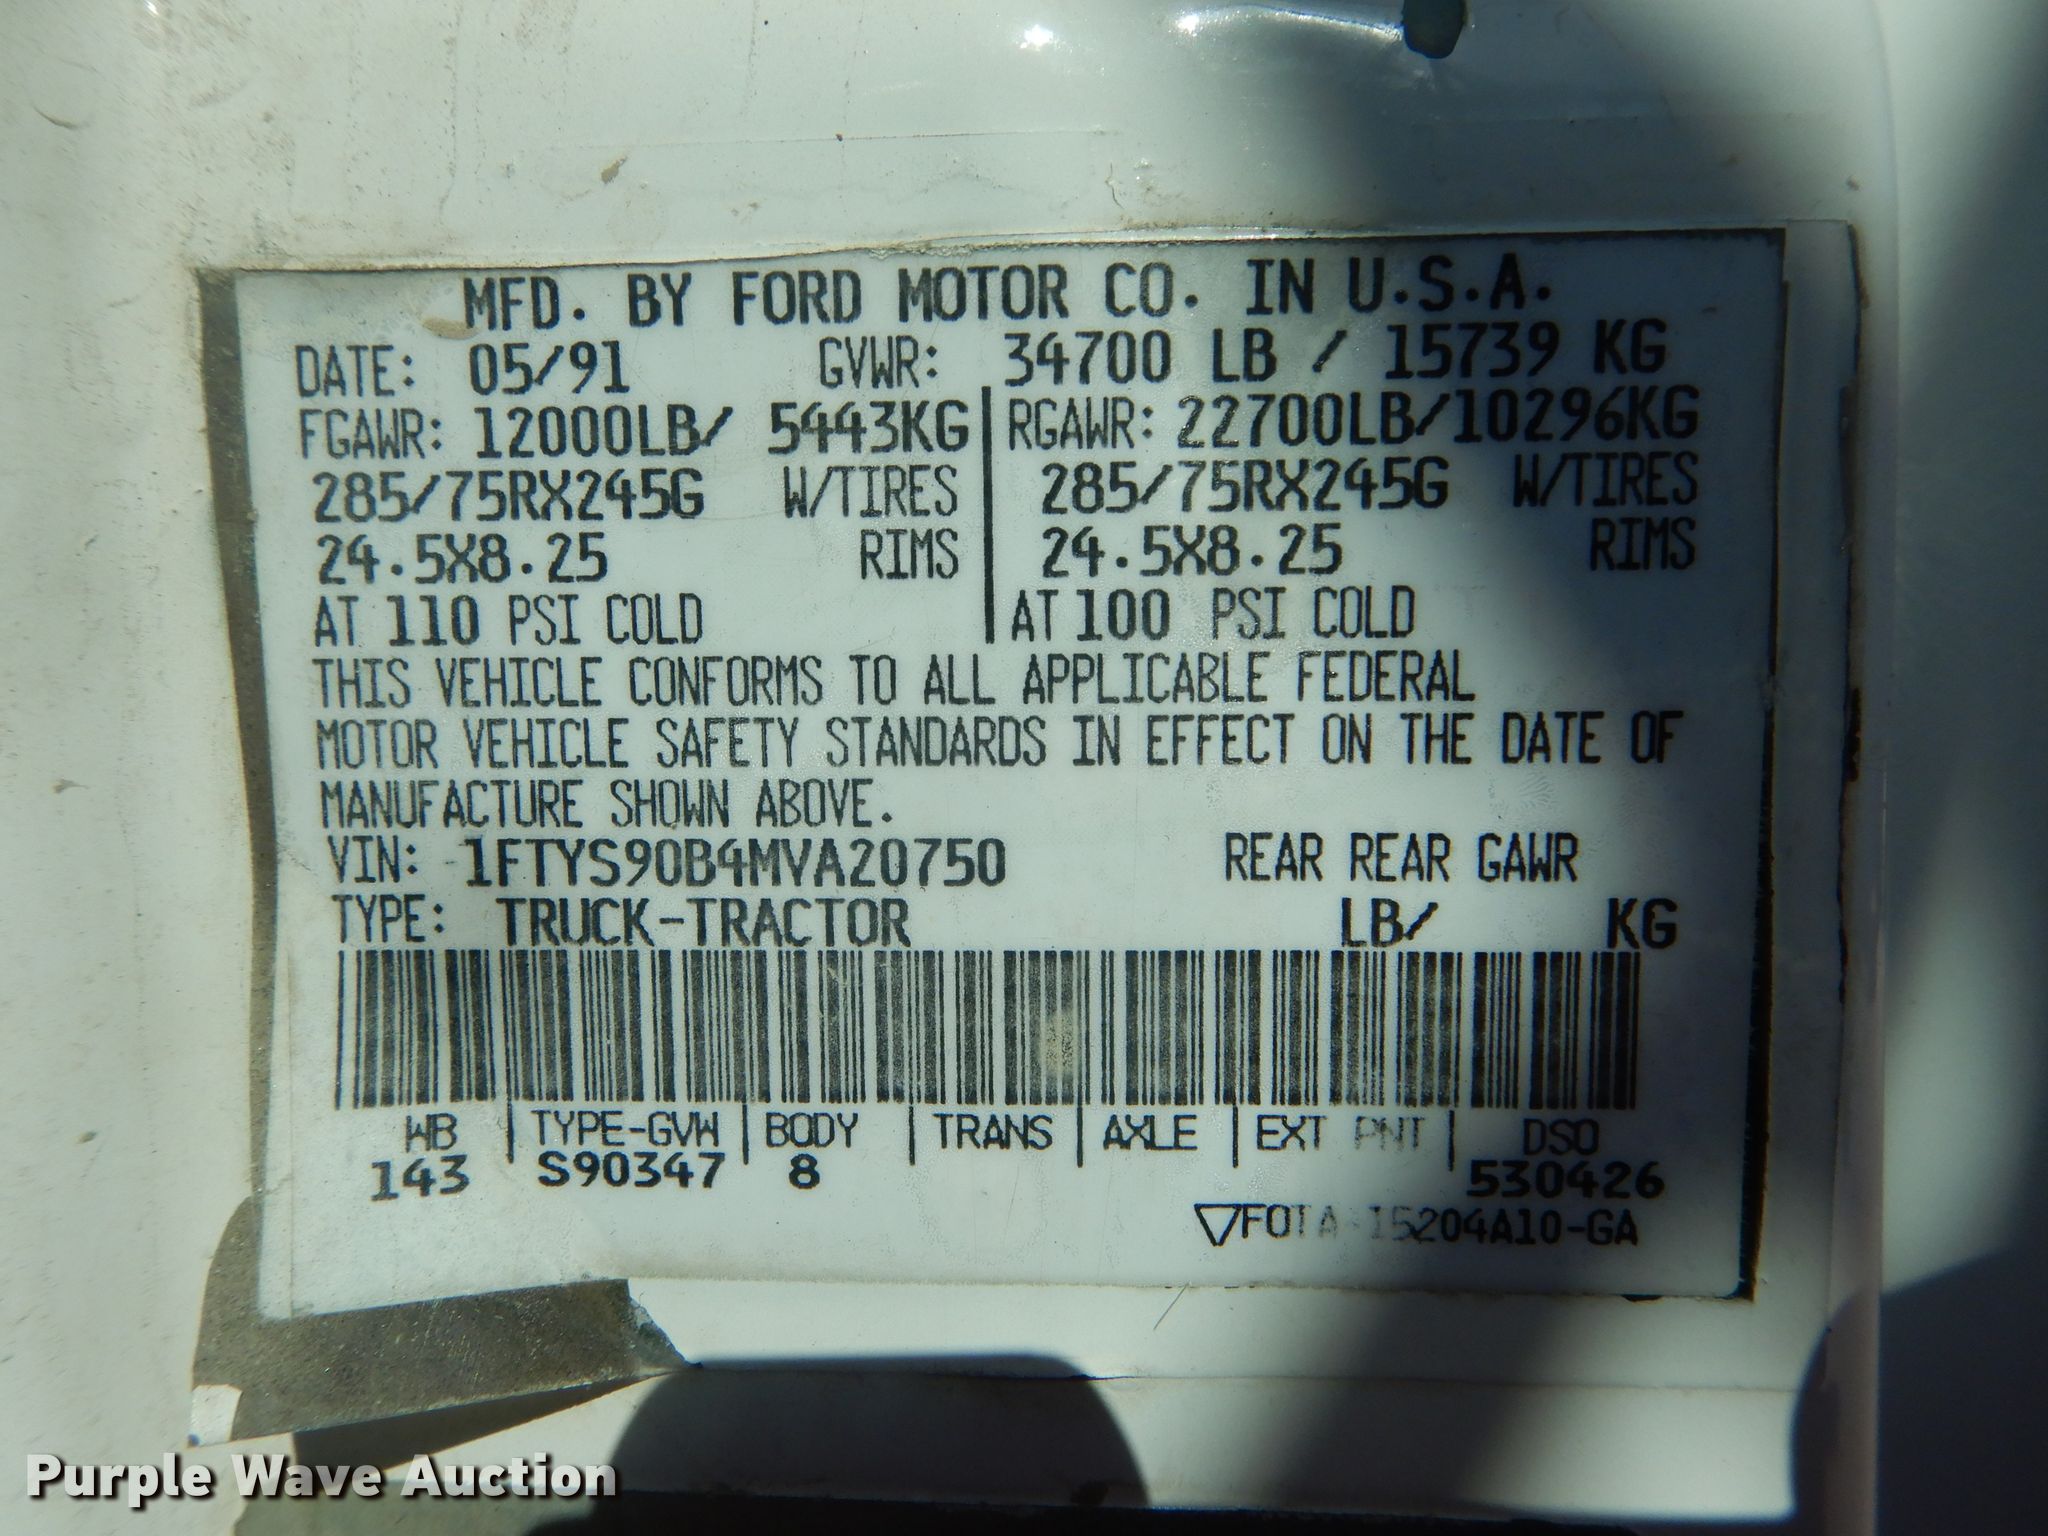 MFD. BY FORD MOTOR CO. IN U.S.A.
DATE: 05/91 GVWR: 34700 LB / 15739 KG
FGAWR: 12000LB/ 5443KG RGAWR: 22700LB/10296KG
285/75RX245G W/TIRES 285/75RX245G W/TIRES
24.5X8.25 RIMS 24.5X8.25 RIMS
AT 110 PSI COLD AT 100 PSI COLD
THIS VEHICLE CONFORMS TO ALL APPLICABLE FEDERAL
MOTOR VEHICLE SAFETY STANDARDS IN EFFECT ON THE DATE OF
MANUFACTURE SHOWN ABOVE.
VIN: 1FTYS90B4MVA20750 REAR REAR GAWR
TYPE: TRUCK-TRACTOR LB/ KG
WB TYPE-GVW BODY TRANS AXLE EXT PNT DSO
143 S90347 8 530426
▽FOTA-15204A10-GA
Purple Wave Auction